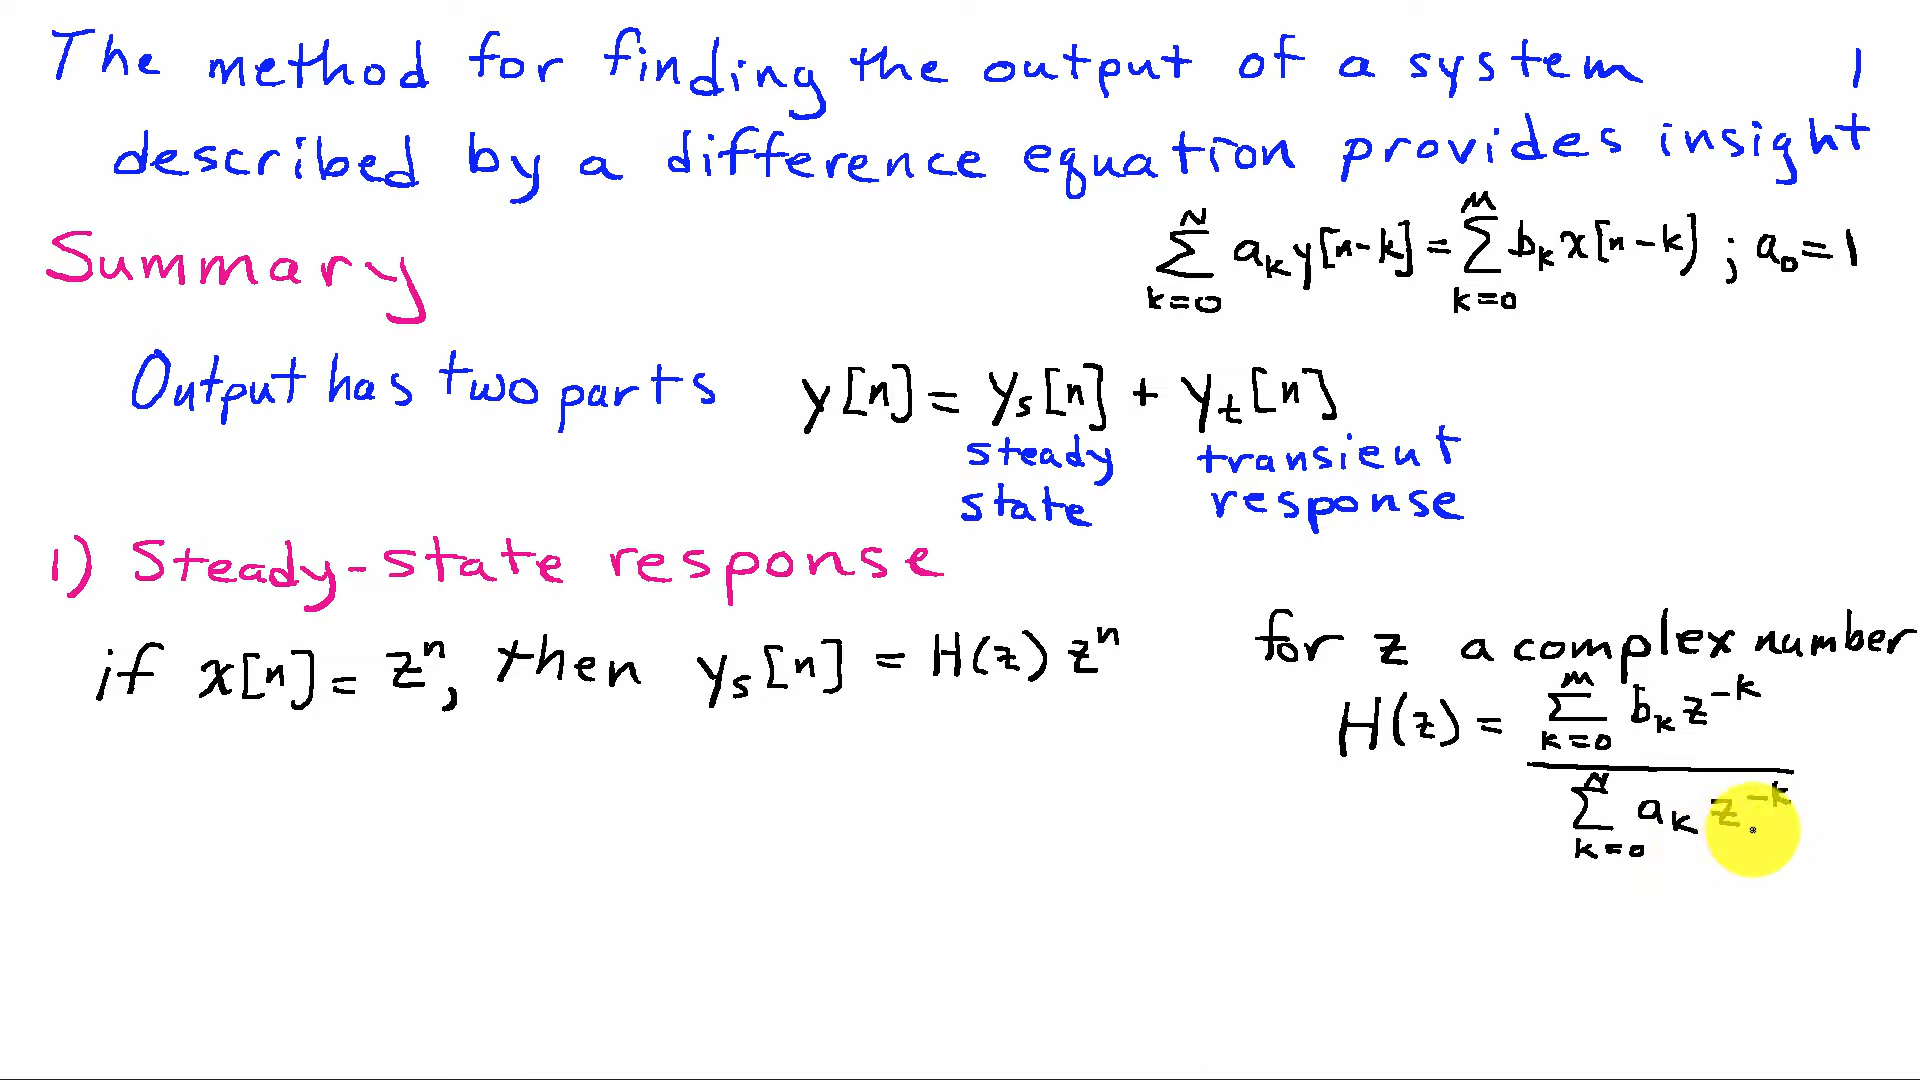 The method for finding the output of a system 1
described by a difference equation provides insight
Summary
N M
∑ a_k y[n-k] = ∑ b_k x[n-k] ; a_0 = 1
k=0 k=0
Output has two parts y[n] = y_s[n] + y_t[n]
steady transient
state response
1) Steady-state response
if x[n] = z^n, then y_s[n] = H(z) z^n for z a complex number
M
H(z) = ∑ b_k z^-k
k=0
N
∑ a_k z^-k
k=0